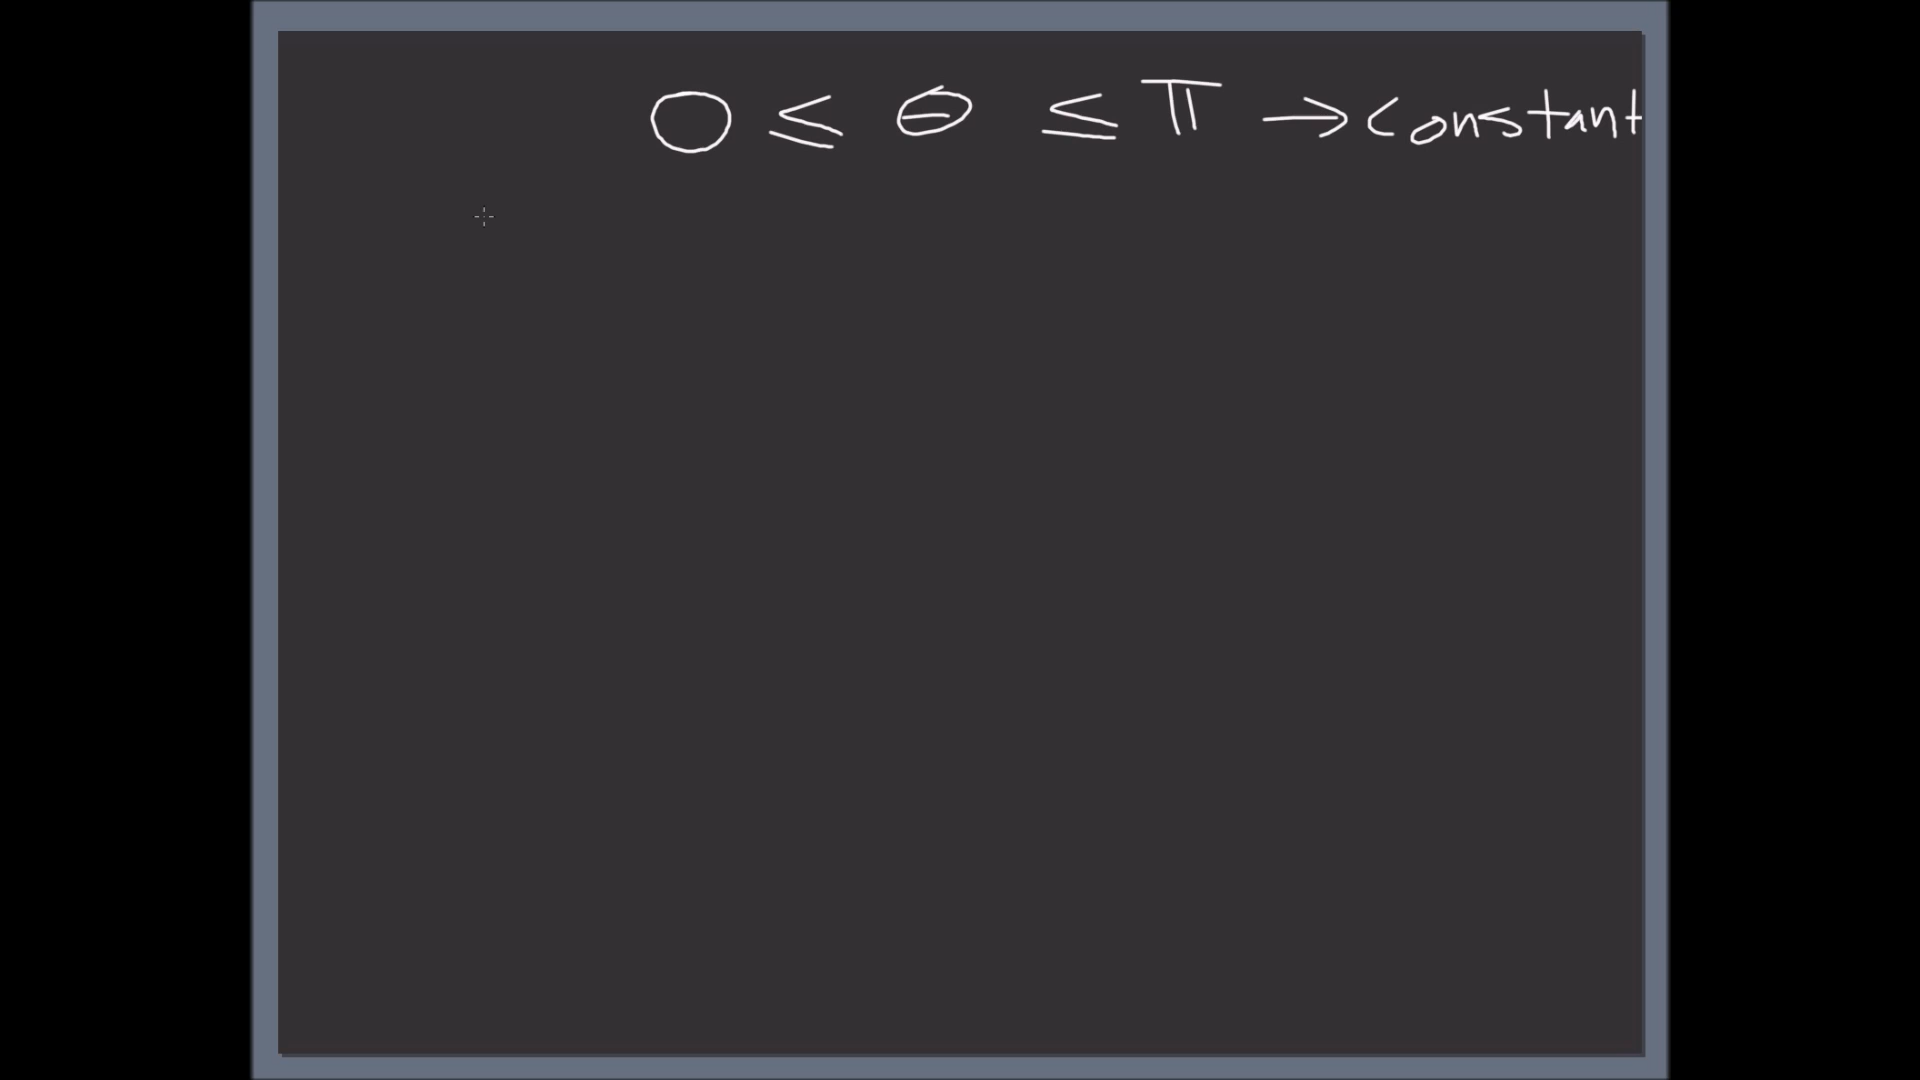 0 ≤ θ ≤ π → constant